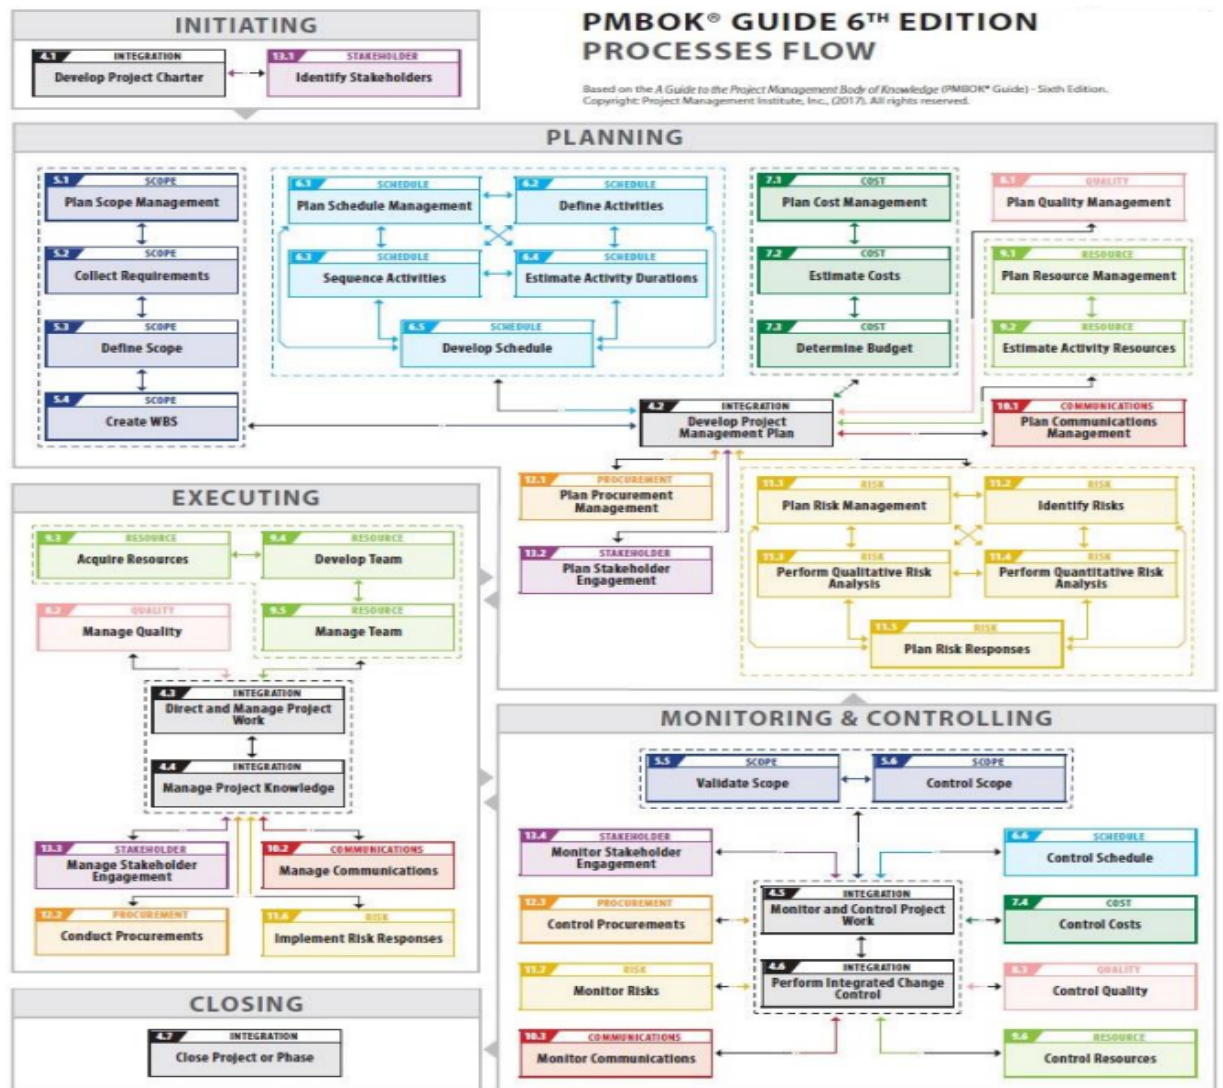 PMBOK® GUIDE 6TH EDITION
PROCESSES FLOW
Based on the A Guide to the Project Management Body of Knowledge (PMBOK® Guide) - Sixth Edition.
Copyright: Project Management Institute, Inc., (2017). All rights reserved.
INITIATING
4.1 INTEGRATION
Develop Project Charter
13.1 STAKEHOLDER
Identify Stakeholders
PLANNING
5.1 SCOPE
Plan Scope Management
5.2 SCOPE
Collect Requirements
5.3 SCOPE
Define Scope
5.4 SCOPE
Create WBS
6.1 SCHEDULE
Plan Schedule Management
6.2 SCHEDULE
Define Activities
6.3 SCHEDULE
Sequence Activities
6.4 SCHEDULE
Estimate Activity Durations
6.5 SCHEDULE
Develop Schedule
7.1 COST
Plan Cost Management
7.2 COST
Estimate Costs
7.3 COST
Determine Budget
8.1 QUALITY
Plan Quality Management
9.1 RESOURCE
Plan Resource Management
9.2 RESOURCE
Estimate Activity Resources
4.2 INTEGRATION
Develop Project
Management Plan
10.1 COMMUNICATIONS
Plan Communications
Management
12.1 PROCUREMENT
Plan Procurement
Management
13.2 STAKEHOLDER
Plan Stakeholder
Engagement
11.1 RISK
Plan Risk Management
11.2 RISK
Identify Risks
11.3 RISK
Perform Qualitative Risk
Analysis
11.4 RISK
Perform Quantitative Risk
Analysis
11.5 RISK
Plan Risk Responses
EXECUTING
9.3 RESOURCE
Acquire Resources
9.4 RESOURCE
Develop Team
8.2 QUALITY
Manage Quality
9.5 RESOURCE
Manage Team
4.3 INTEGRATION
Direct and Manage Project
Work
4.4 INTEGRATION
Manage Project Knowledge
13.3 STAKEHOLDER
Manage Stakeholder
Engagement
10.2 COMMUNICATIONS
Manage Communications
12.2 PROCUREMENT
Conduct Procurements
11.6 RISK
Implement Risk Responses
MONITORING & CONTROLLING
5.5 SCOPE
Validate Scope
5.6 SCOPE
Control Scope
13.4 STAKEHOLDER
Monitor Stakeholder
Engagement
6.6 SCHEDULE
Control Schedule
4.5 INTEGRATION
Monitor and Control Project
Work
12.3 PROCUREMENT
Control Procurements
7.4 COST
Control Costs
4.6 INTEGRATION
Perform Integrated Change
Control
11.7 RISK
Monitor Risks
8.3 QUALITY
Control Quality
10.3 COMMUNICATIONS
Monitor Communications
9.6 RESOURCE
Control Resources
CLOSING
4.7 INTEGRATION
Close Project or Phase